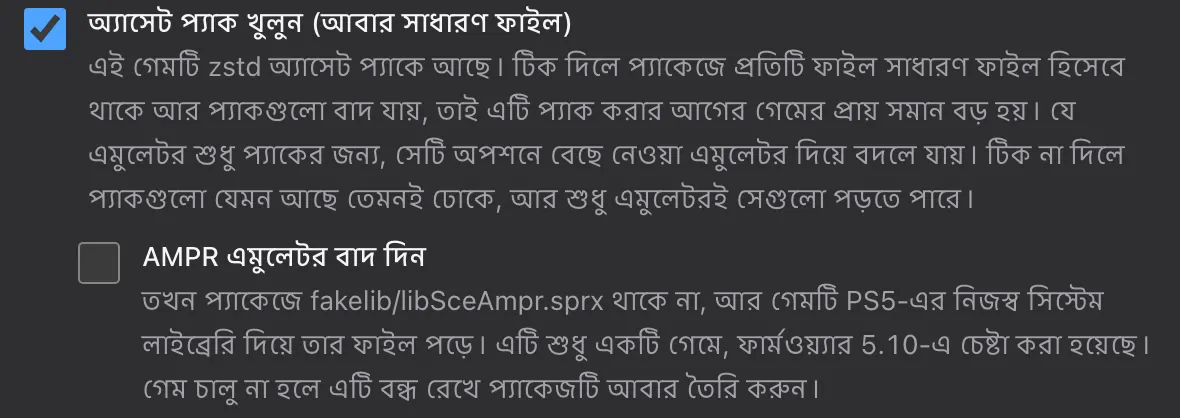 অ্যাসেট প্যাক খুলুন (আবার সাধারণ ফাইল)
এই গেমটি zstd অ্যাসেট প্যাকে আছে। টিক দিলে প্যাকেজে প্রতিটি ফাইল সাধারণ ফাইল হিসেবে
থাকে আর প্যাকগুলো বাদ যায়, তাই এটি প্যাক করার আগের গেমের প্রায় সমান বড় হয়। যে
এমুলেটর শুধু প্যাকের জন্য, সেটি অপশনে বেছে নেওয়া এমুলেটর দিয়ে বদলে যায়। টিক না দিলে
প্যাকগুলো যেমন আছে তেমনই ঢোকে, আর শুধু এমুলেটরই সেগুলো পড়তে পারে।
AMPR এমুলেটর বাদ দিন
তখন প্যাকেজে fakelib/libSceAmpr.sprx থাকে না, আর গেমটি PS5-এর নিজস্ব সিস্টেম
লাইব্রেরি দিয়ে তার ফাইল পড়ে। এটি শুধু একটি গেমে, ফার্মওয়্যার 5.10-এ চেষ্টা করা হয়েছে।
গেম চালু না হলে এটি বন্ধ রেখে প্যাকেজটি আবার তৈরি করুন।